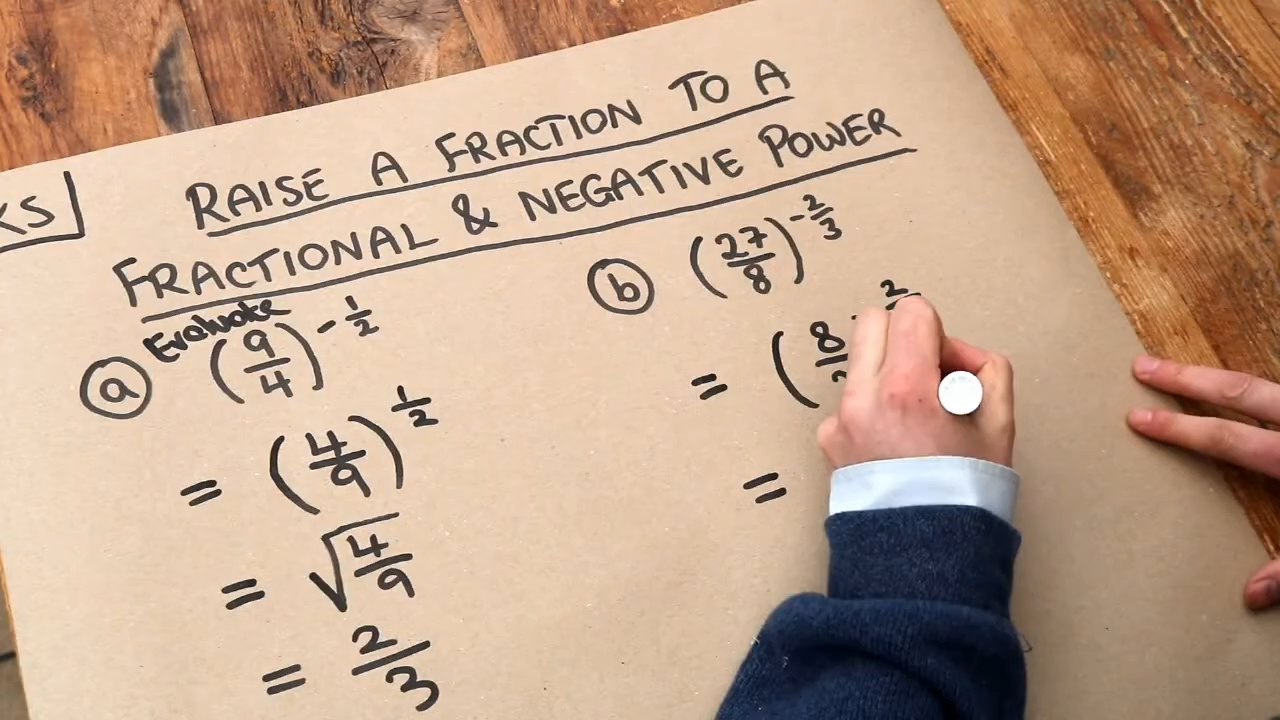 RAISE A FRACTION TO A
FRACTIONAL & NEGATIVE POWER
Evaluate
a (9/4)^-1/2
= (4/9)^1/2
= √4/9
= 2/3
b (27/8)^-2/3
= (8
=